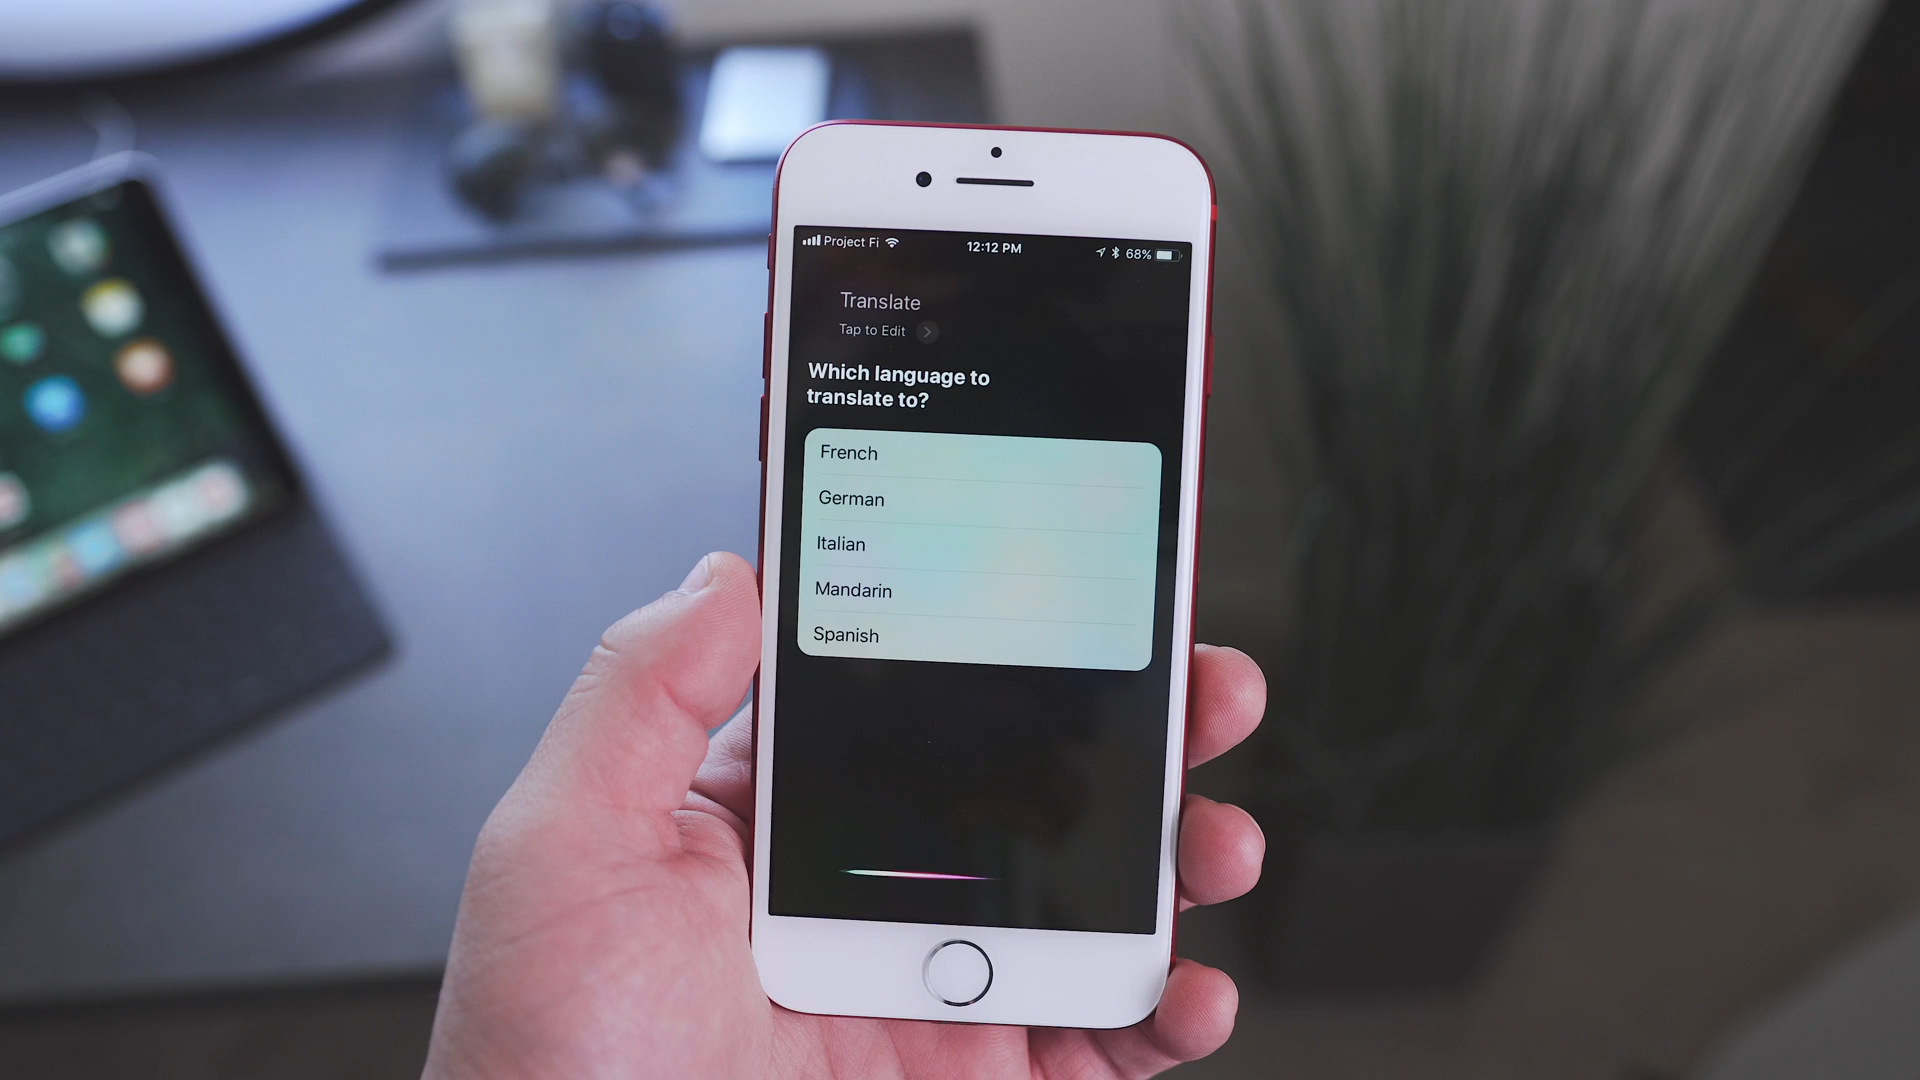 Project Fi 12:12 PM 68%
Translate
Tap to Edit
Which language to
translate to?
French
German
Italian
Mandarin
Spanish